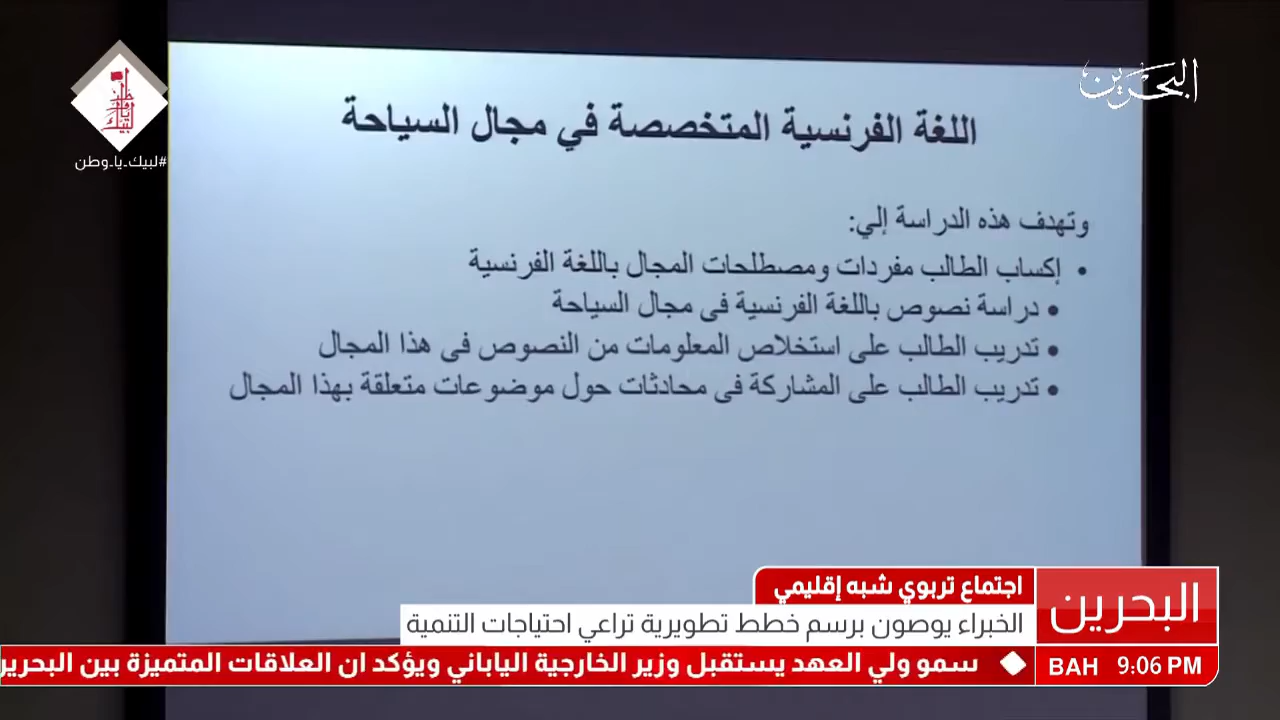 البحرين
#لبيك_يا_وطن
اللغة الفرنسية المتخصصة في مجال السياحة
وتهدف هذه الدراسة إلي:
• إكساب الطالب مفردات ومصطلحات المجال باللغة الفرنسية
• دراسة نصوص باللغة الفرنسية فى مجال السياحة
• تدريب الطالب على استخلاص المعلومات من النصوص فى هذا المجال
• تدريب الطالب على المشاركة فى محادثات حول موضوعات متعلقة بهذا المجال
البحرين
اجتماع تربوي شبه إقليمي
الخبراء يوصون برسم خطط تطويرية تراعي احتياجات التنمية
BAH 9:06 PM
سمو ولي العهد يستقبل وزير الخارجية الياباني ويؤكد ان العلاقات المتميزة بين البحرين